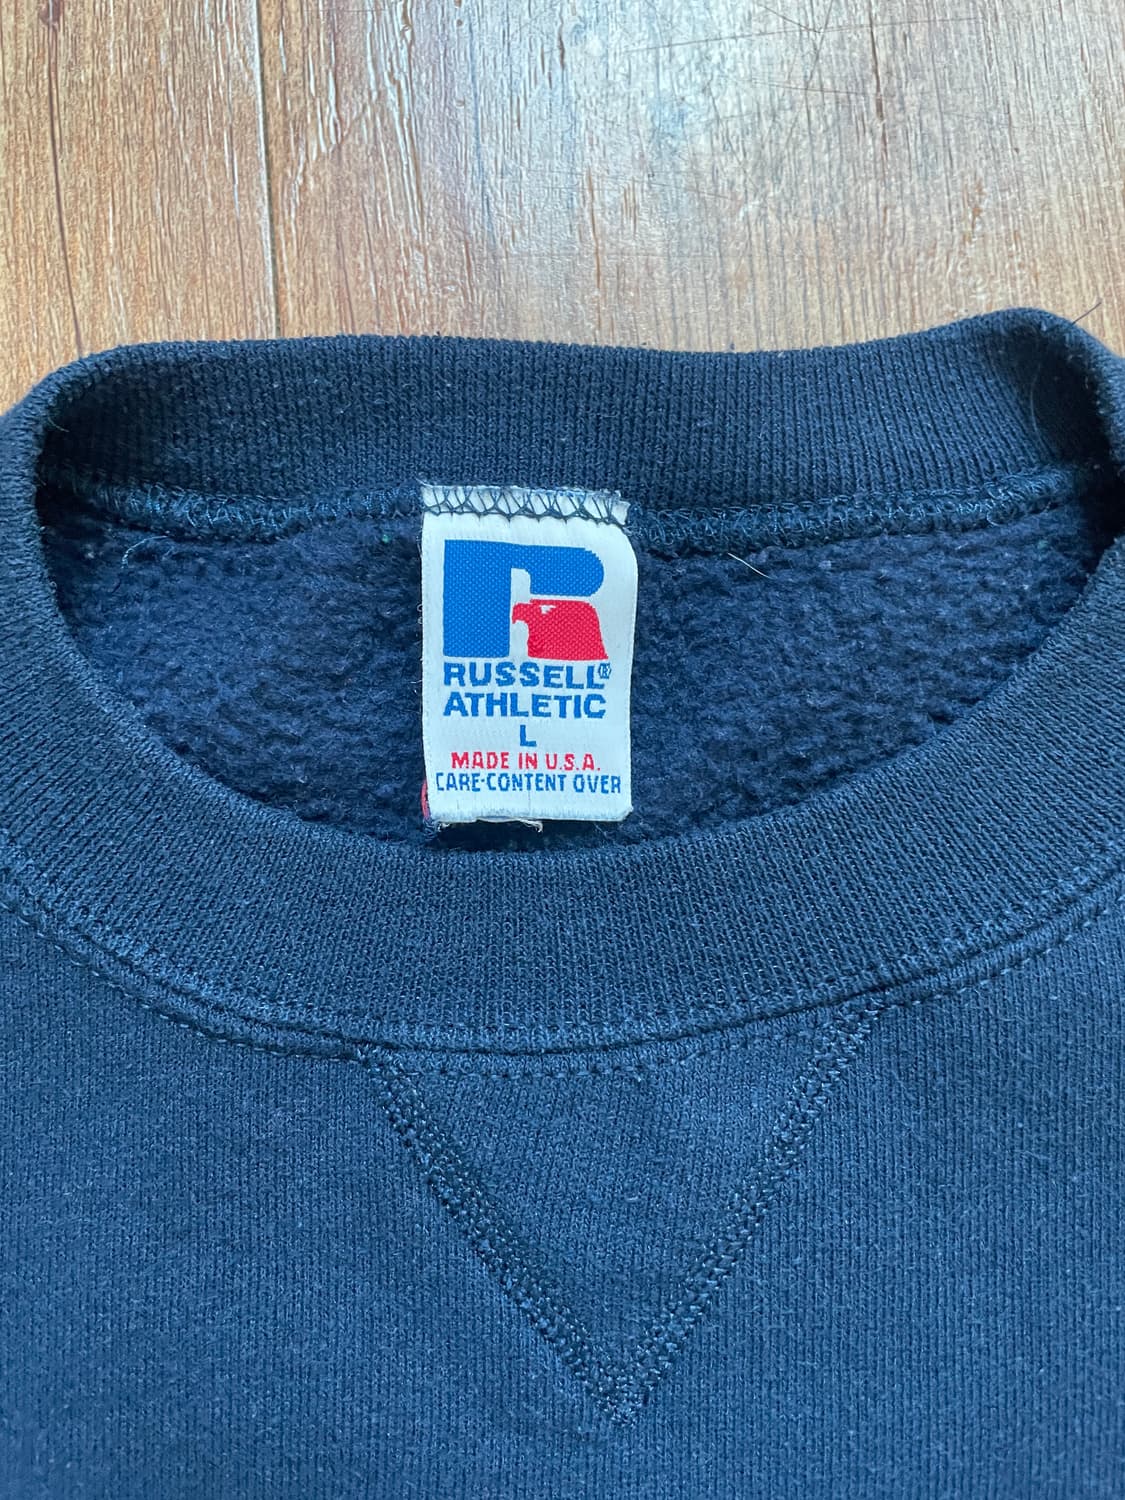 RUSSELL®
ATHLETIC
L
MADE IN U.S.A.
CARE-CONTENT OVER